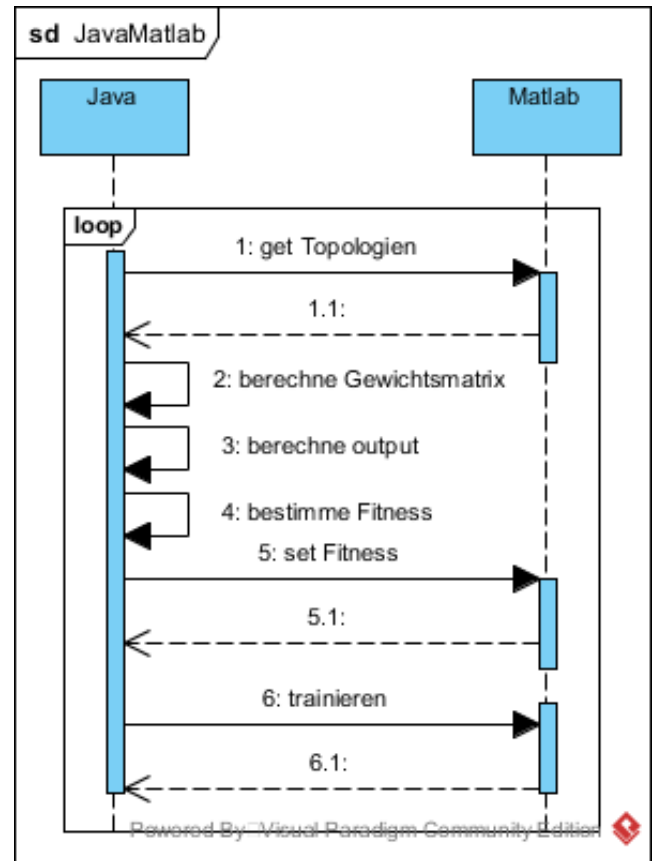 sd JavaMatlab
Java
Matlab
loop
1: get Topologien
1.1:
2: berechne Gewichtsmatrix
3: berechne output
4: bestimme Fitness
5: set Fitness
5.1:
6: trainieren
6.1:
Powered By Visual Paradigm Community Edition